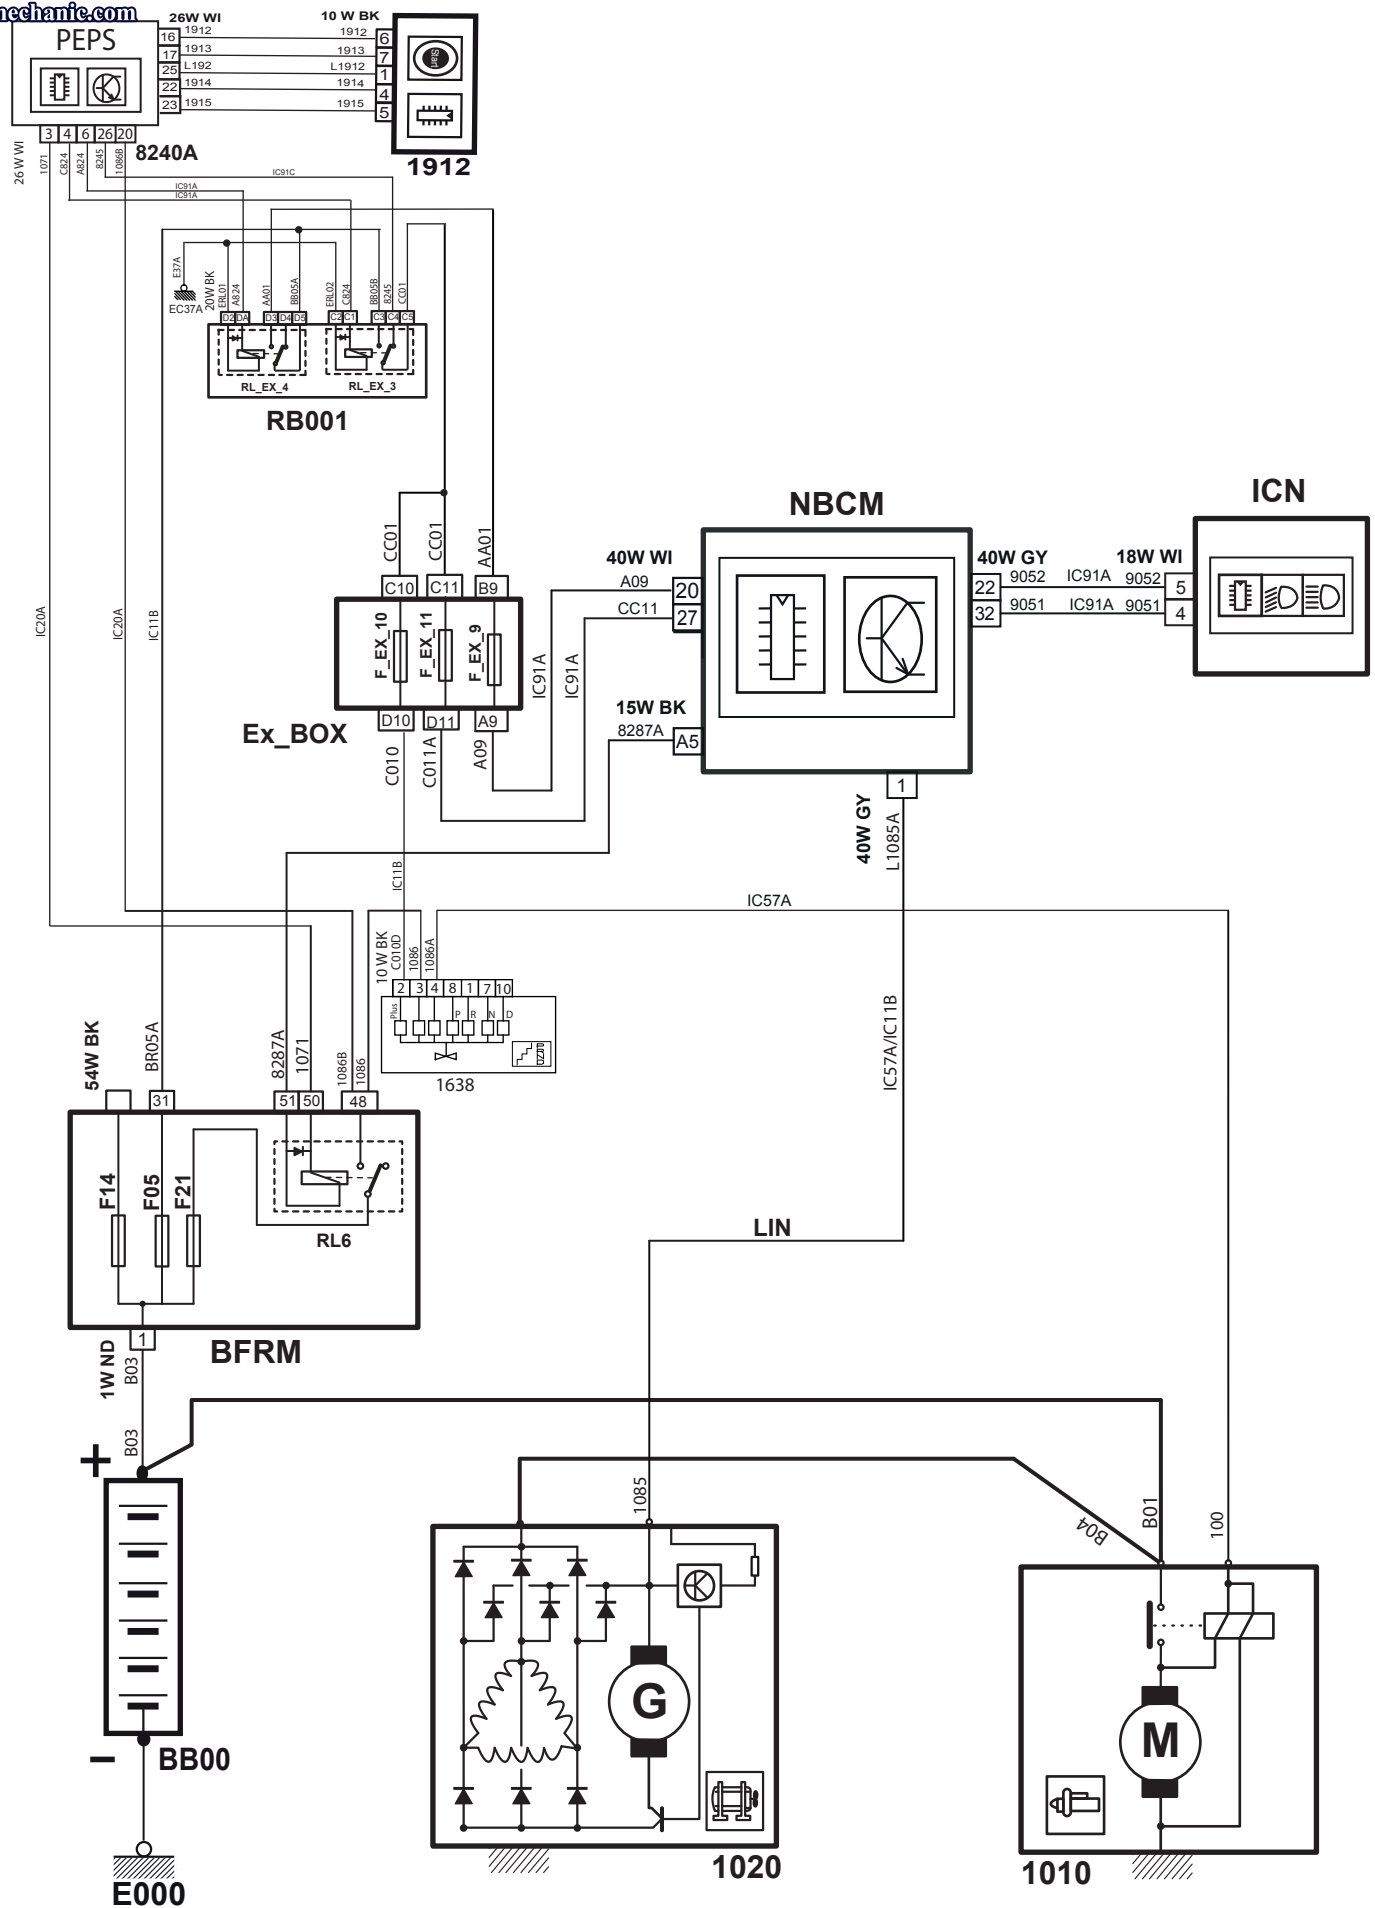 mechanic.com
PEPS
26W WI
10 W BK
16 1912 1912 6
17 1913 1913 7
25 L192 L1912 1
22 1914 1914 4
23 1915 1915 5
Start
1912
3 4 6 26 20
8240A
26 W WI
1071
C824
A824
8245
1086B
IC91C
IC91A
IC91A
E37A
EC37A
20W BK
ERL01
A824
AA01
BB05A
ERL02
C824
BB05B
8245
CC01
D2 DA D3 D4 D5 C2 C1 C3 C4 C5
RL_EX_4
RL_EX_3
RB001
IC20A
IC20A
IC11B
CC01
CC01
AA01
C10 C11 B9
F_EX_10
F_EX_11
F_EX_9
D10 D11 A9
Ex_BOX
C010
C011A
A09
IC91A
IC91A
NBCM
40W WI
A09 20
CC11 27
15W BK
8287A A5
40W GY
18W WI
22 9052 IC91A 9052 5
32 9051 IC91A 9051 4
ICN
1
40W GY
L1085A
IC11B
IC57A
10 W BK
C010D
1086
1086A
2 3 4 8 1 7 10
Plus
P R N D
1638
IC57A/IC11B
54W BK
BR05A
8287A
1071
1086B
1086
31 51 50 48
F14
F05
F21
RL6
LIN
1
BFRM
1W ND
B03
B03
+
BB00
−
E000
1085
B04
B01
100
G
1020
M
1010